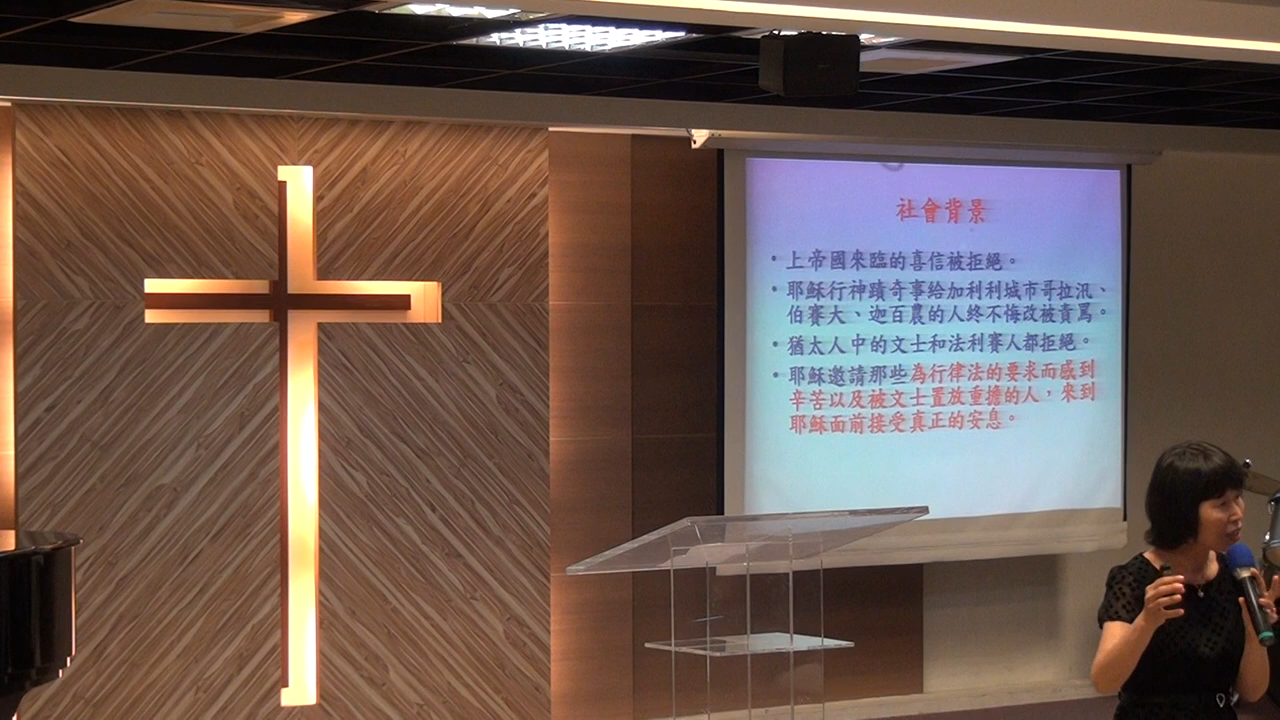 社會背景
• 上帝國來臨的喜信被拒絕。
• 耶穌行神蹟奇事給加利利城市哥拉汛、
伯賽大、迦百農的人終不悔改被責罵。
• 猶太人中的文士和法利賽人都拒絕。
• 耶穌邀請那些為行律法的要求而感到
辛苦以及被文士置放重擔的人，來到
耶穌面前接受真正的安息。